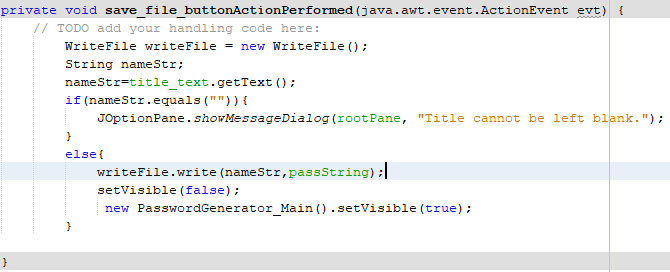 private void save_file_buttonActionPerformed(java.awt.event.ActionEvent evt) {
// TODO add your handling code here:
WriteFile writeFile = new WriteFile();
String nameStr;
nameStr=title_text.getText();
if(nameStr.equals("")){
JOptionPane.showMessageDialog(rootPane, "Title cannot be left blank.");
}
else{
writeFile.write(nameStr,passString);
setVisible(false);
new PasswordGenerator_Main().setVisible(true);
}
}